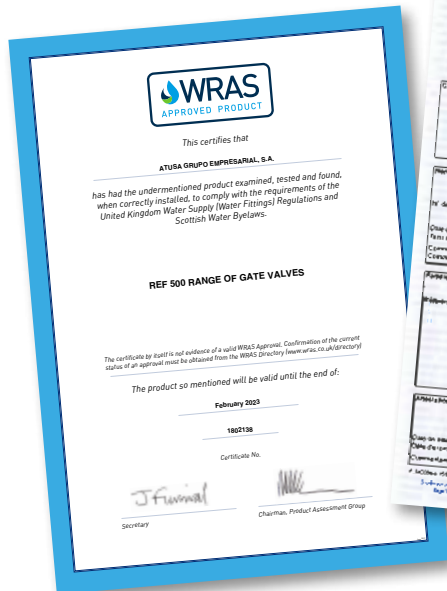 WRAS
APPROVED PRODUCT
This certifies that
ATUSA GRUPO EMPRESARIAL, S.A.
has had the undermentioned product examined, tested and found,
when correctly installed, to comply with the requirements of the
United Kingdom Water Supply (Water Fittings) Regulations and
Scottish Water Byelaws.
REF 500 RANGE OF GATE VALVES
The certificate by itself is not evidence of a valid WRAS Approval. Confirmation of the current
status of an approval must be obtained from the WRAS Directory (www.wras.co.uk/directory)
The product so mentioned will be valid until the end of:
February 2023
1802138
Certificate No.
J Furnival
Secretary
Chairman, Product Assessment Group